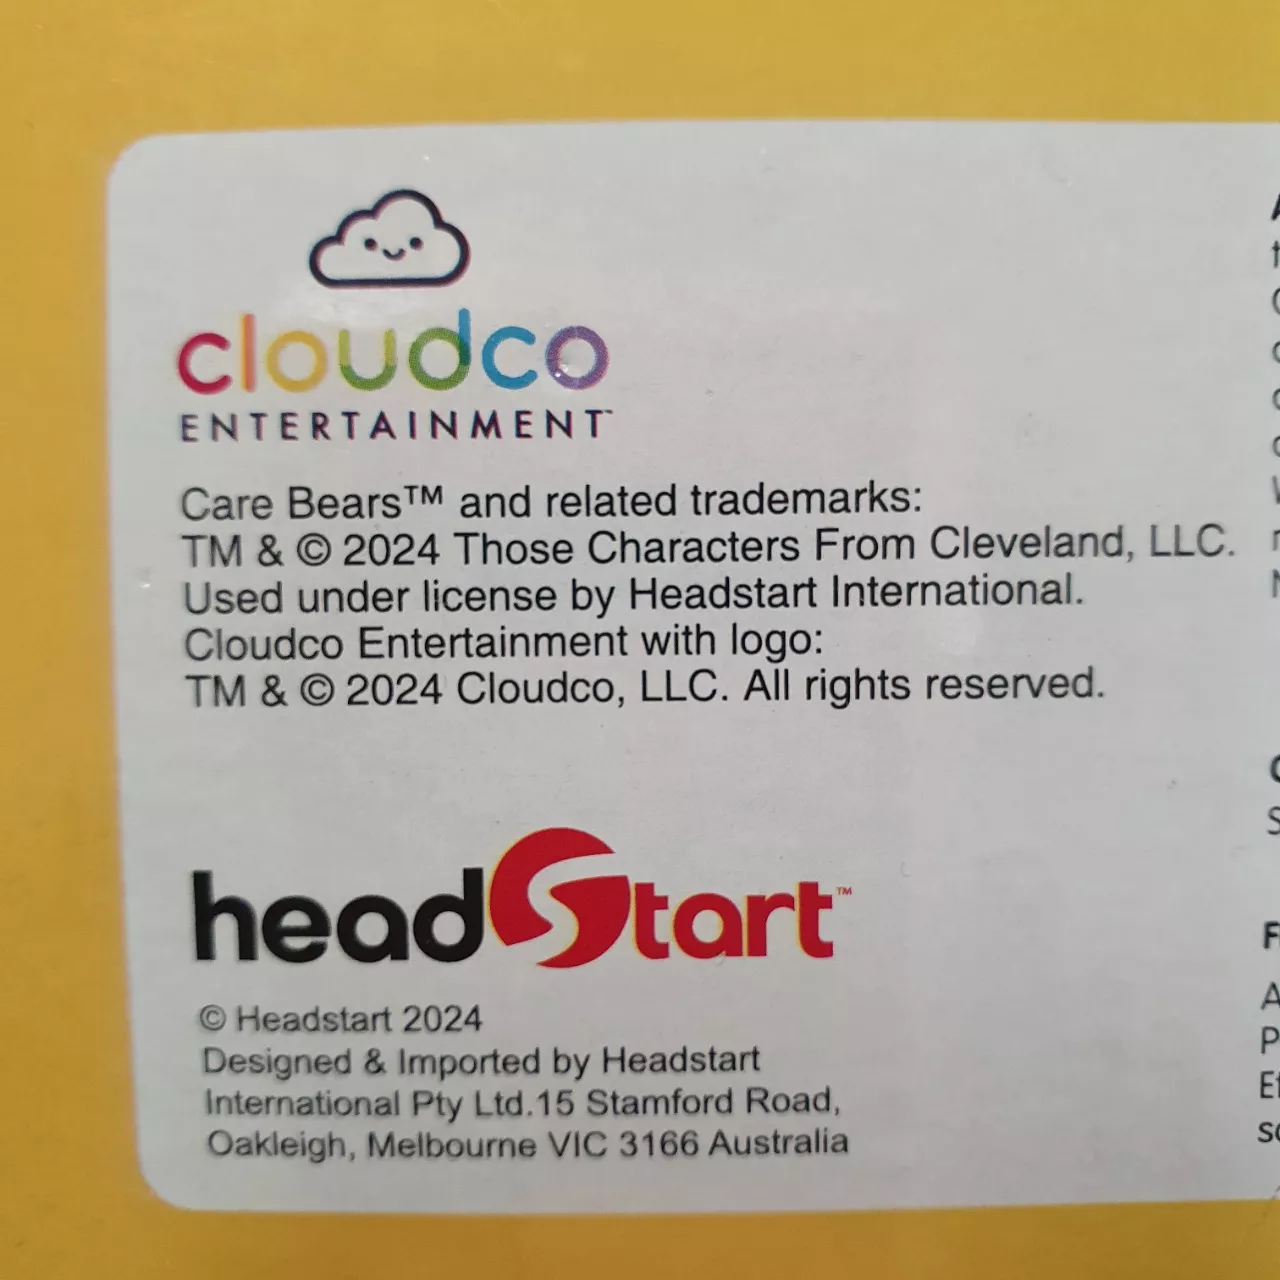 cloudco
ENTERTAINMENT™
Care Bears™ and related trademarks:
TM & © 2024 Those Characters From Cleveland, LLC.
Used under license by Headstart International.
Cloudco Entertainment with logo:
TM & © 2024 Cloudco, LLC. All rights reserved.
headStart™
© Headstart 2024
Designed & Imported by Headstart
International Pty Ltd.15 Stamford Road,
Oakleigh, Melbourne VIC 3166 Australia